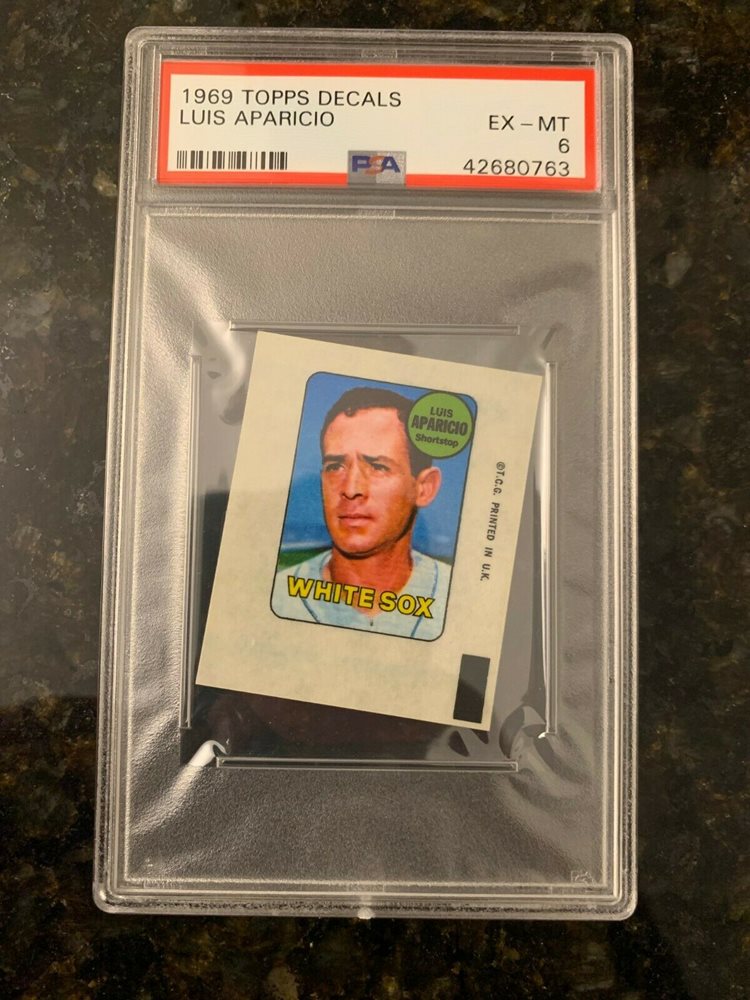 1969 TOPPS DECALS
LUIS APARICIO
EX – MT
6
PSA
42680763
LUIS
APARICIO
Shortstop
WHITE SOX
©T.C.G. PRINTED IN U.K.